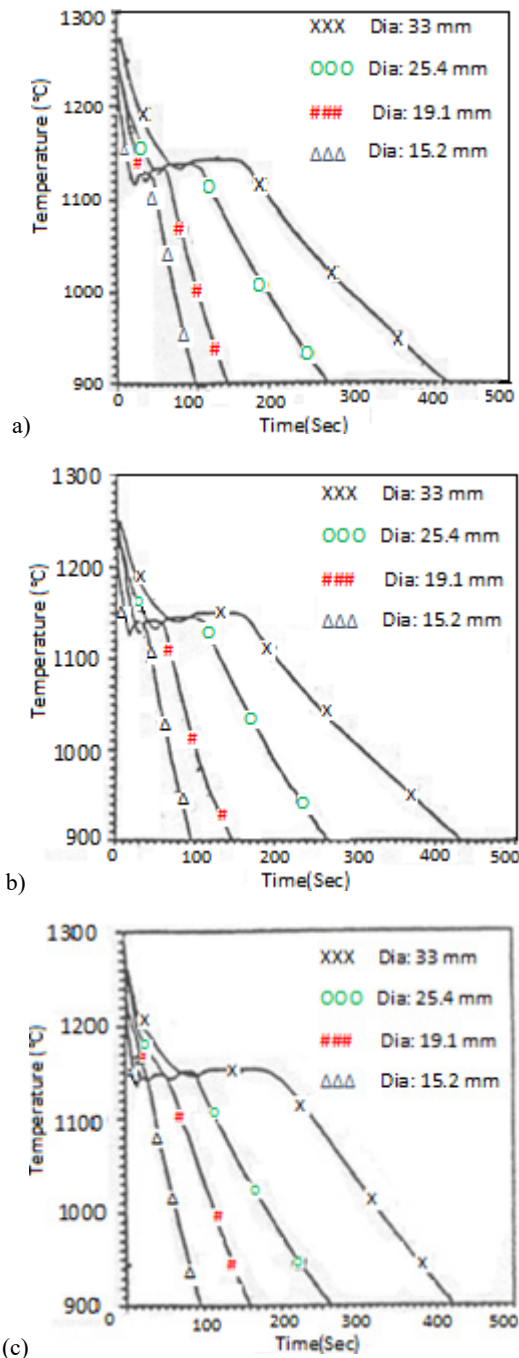 1300
1200
1100
1000
900
Temperature (°C)
XXX Dia: 33 mm
OOO Dia: 25.4 mm
### Dia: 19.1 mm
ΔΔΔ Dia: 15.2 mm
0 100 200 300 400 500
Time(Sec)
a)
1300
1200
1100
1000
900
Temperature (°C)
XXX Dia: 33 mm
OOO Dia: 25.4 mm
### Dia: 19.1 mm
ΔΔΔ Dia: 15.2 mm
0 100 200 300 400 500
Time(Sec)
b)
1300
1200
1100
1000
900
Temperature (°C)
XXX Dia: 33 mm
OOO Dia: 25.4 mm
### Dia: 19.1 mm
ΔΔΔ Dia: 15.2 mm
0 100 200 300 400 500
Time(Sec)
(c)